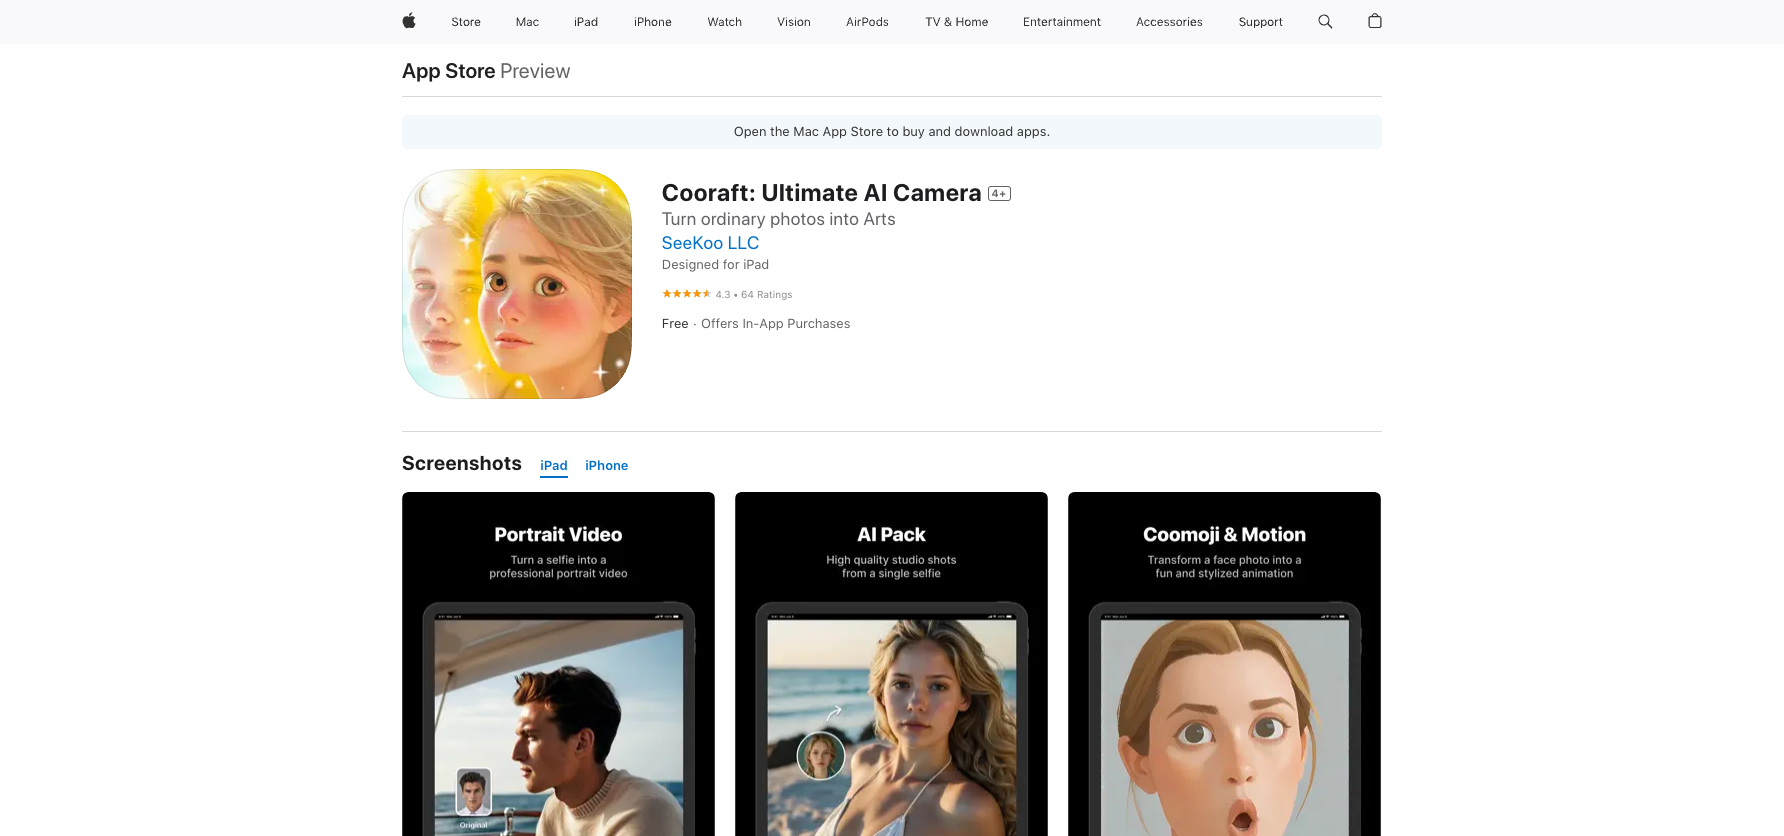 Store Mac iPad iPhone Watch Vision AirPods TV & Home Entertainment Accessories Support
App Store Preview
Open the Mac App Store to buy and download apps.
Cooraft: Ultimate AI Camera 4+
Turn ordinary photos into Arts
SeeKoo LLC
Designed for iPad
4.3 • 64 Ratings
Free · Offers In-App Purchases
Screenshots iPad iPhone
Portrait Video
Turn a selfie into a
professional portrait video
Original
AI Pack
High quality studio shots
from a single selfie
Coomoji & Motion
Transform a face photo into a
fun and stylized animation